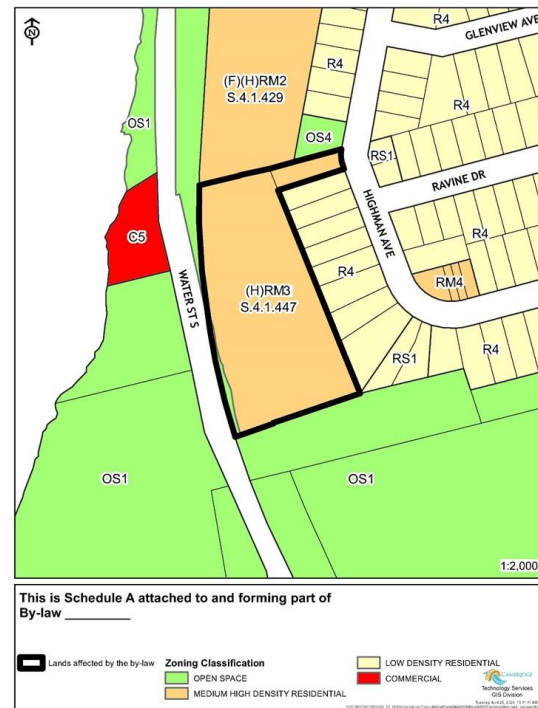 N
R4
GLENVIEW AVE
(F)(H)RM2
S.4.1.429
R4
R4
OS1
OS4
RS1
RAVINE DR
HIGHMAN AVE
C5
R4
R4
WATER ST S
(H)RM3
S.4.1.447
RM4
RS1
R4
OS1
OS1
1:2,000
This is Schedule A attached to and forming part of
By-law ________
Lands affected by the by-law
Zoning Classification
OPEN SPACE
MEDIUM HIGH DENSITY RESIDENTIAL
LOW DENSITY RESIDENTIAL
COMMERCIAL
CAMBRIDGE
Technology Services
GIS Division